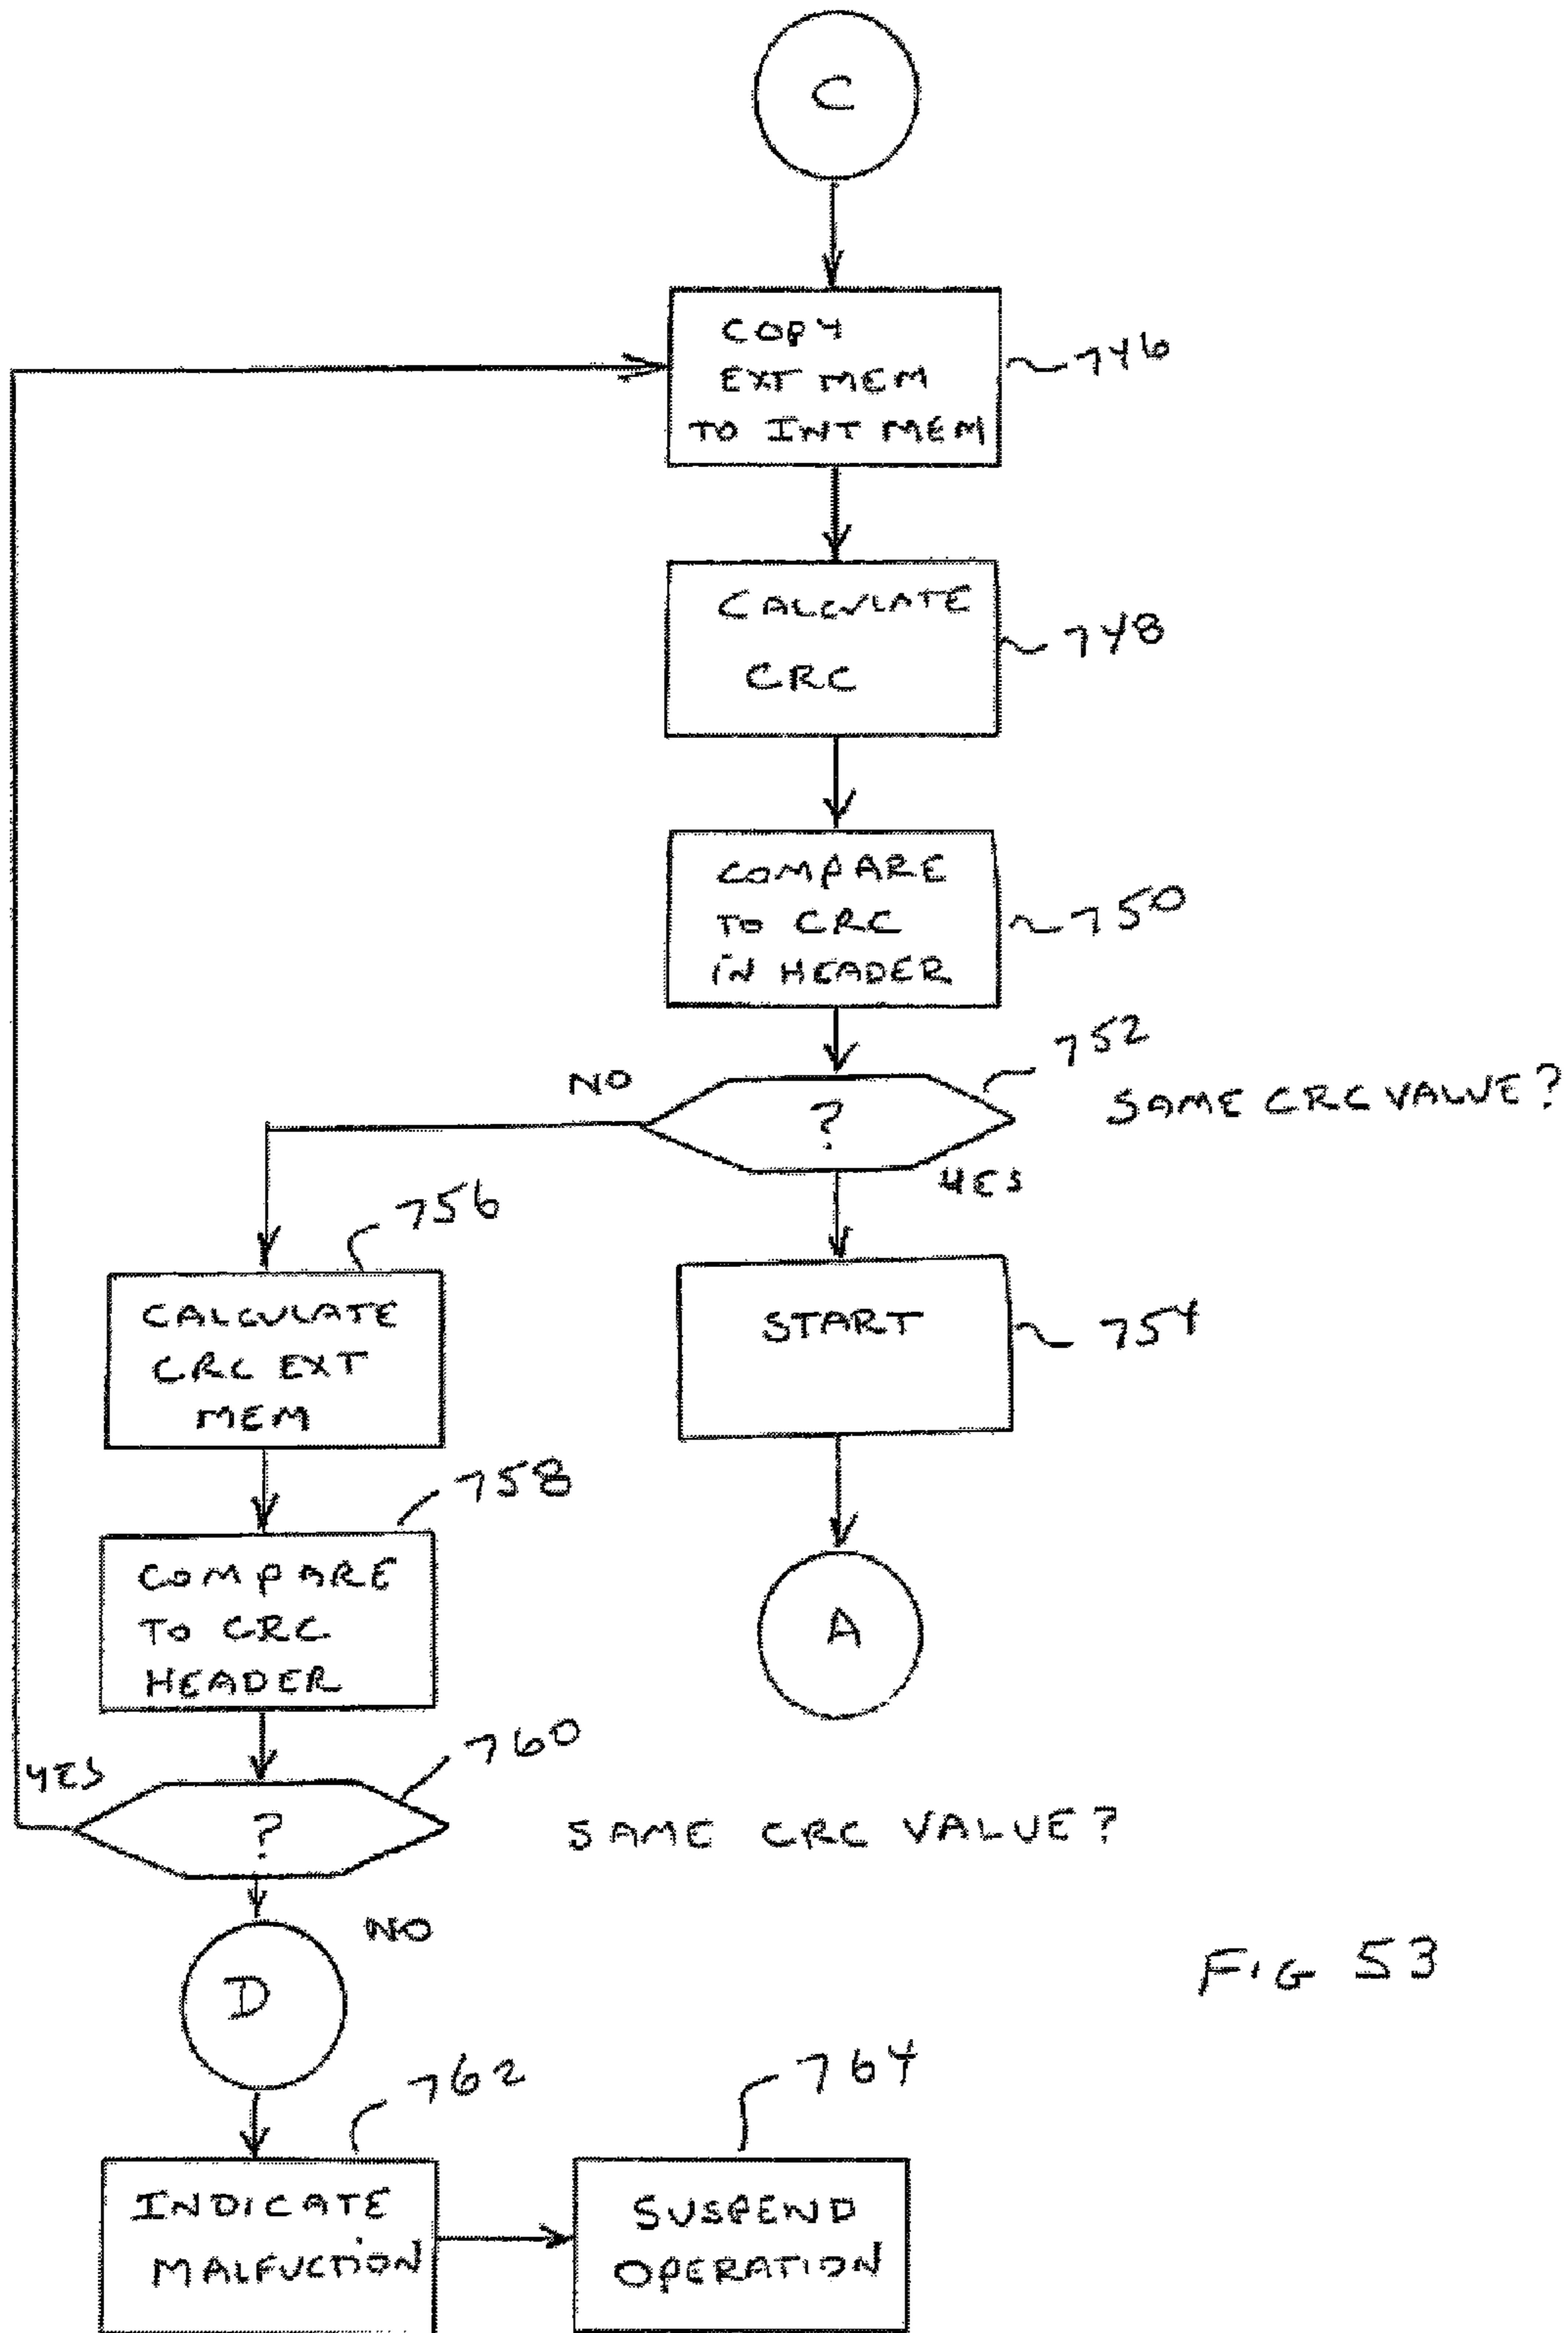 C
COPY
EXT MEM
TO INT MEM
746
CALCULATE
CRC
748
COMPARE
TO CRC
IN HEADER
750
752
NO
?
SAME CRC VALUE?
YES
756
CALCULATE
CRC EXT
MEM
START
754
758
COMPARE
TO CRC
HEADER
A
760
YES
?
SAME CRC VALUE?
NO
D
FIG 53
762
INDICATE
MALFUCTION
764
SUSPEND
OPERATION